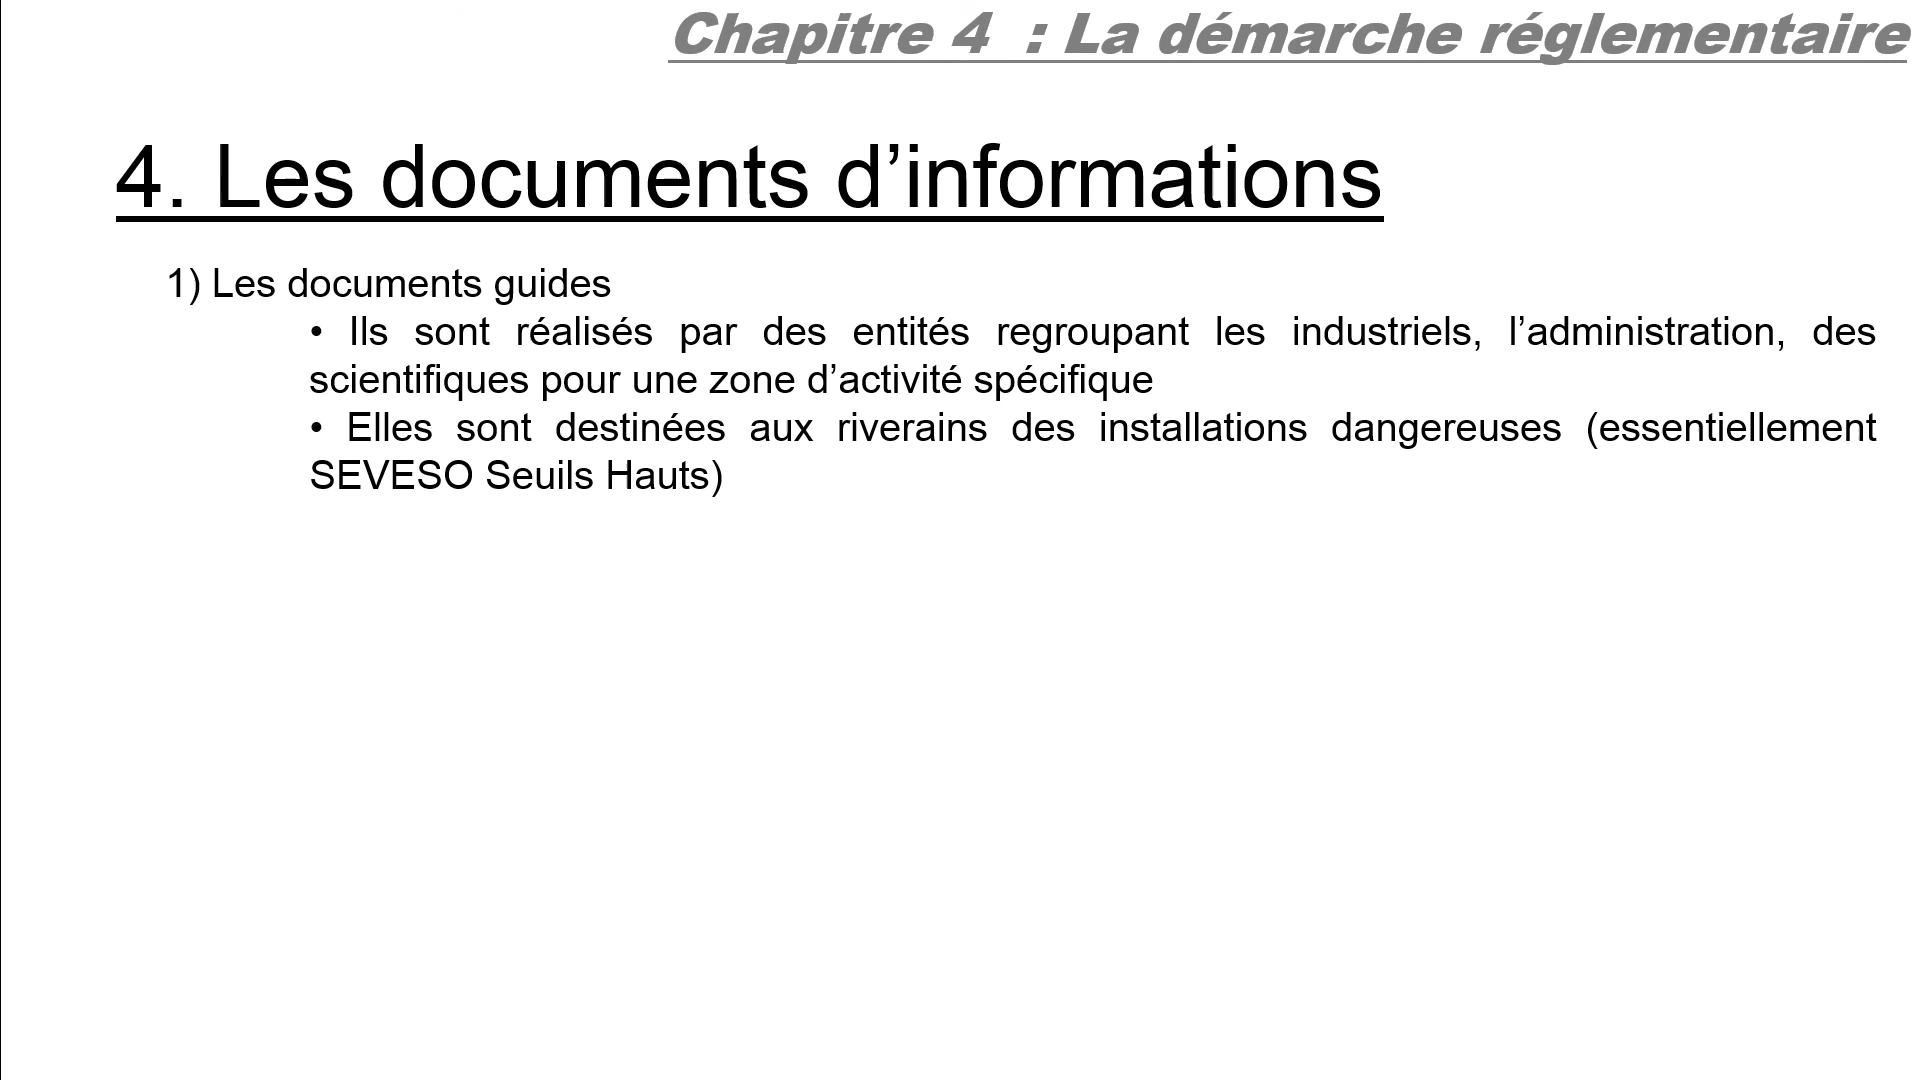 Chapitre 4 : La démarche réglementaire
4. Les documents d’informations
1) Les documents guides
• Ils sont réalisés par des entités regroupant les industriels, l’administration, des
scientifiques pour une zone d’activité spécifique
• Elles sont destinées aux riverains des installations dangereuses (essentiellement
SEVESO Seuils Hauts)